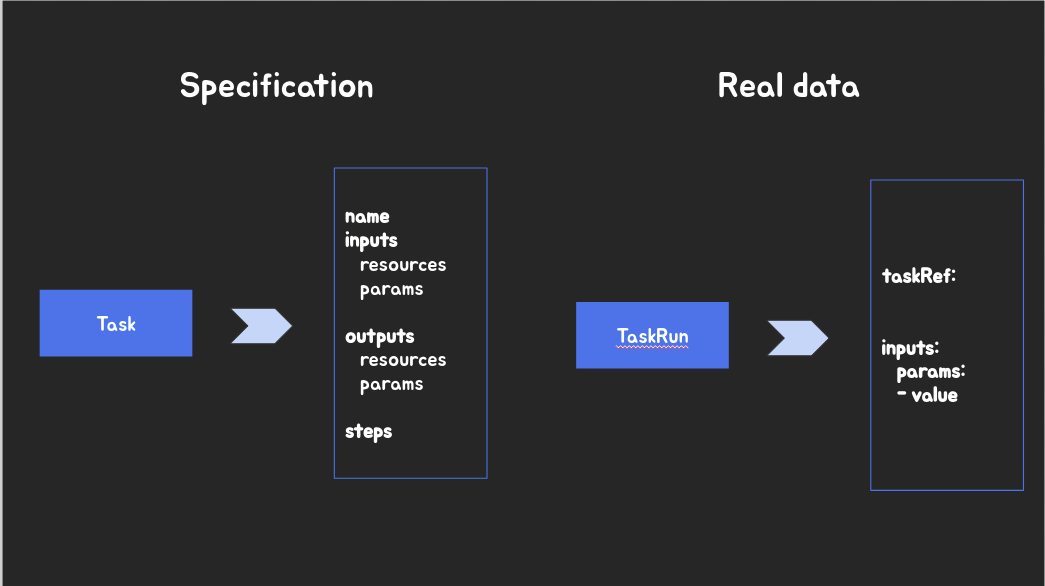 Specification
Real data
Task
name
inputs
resources
params
outputs
resources
params
steps
TaskRun
taskRef:
inputs:
params:
- value